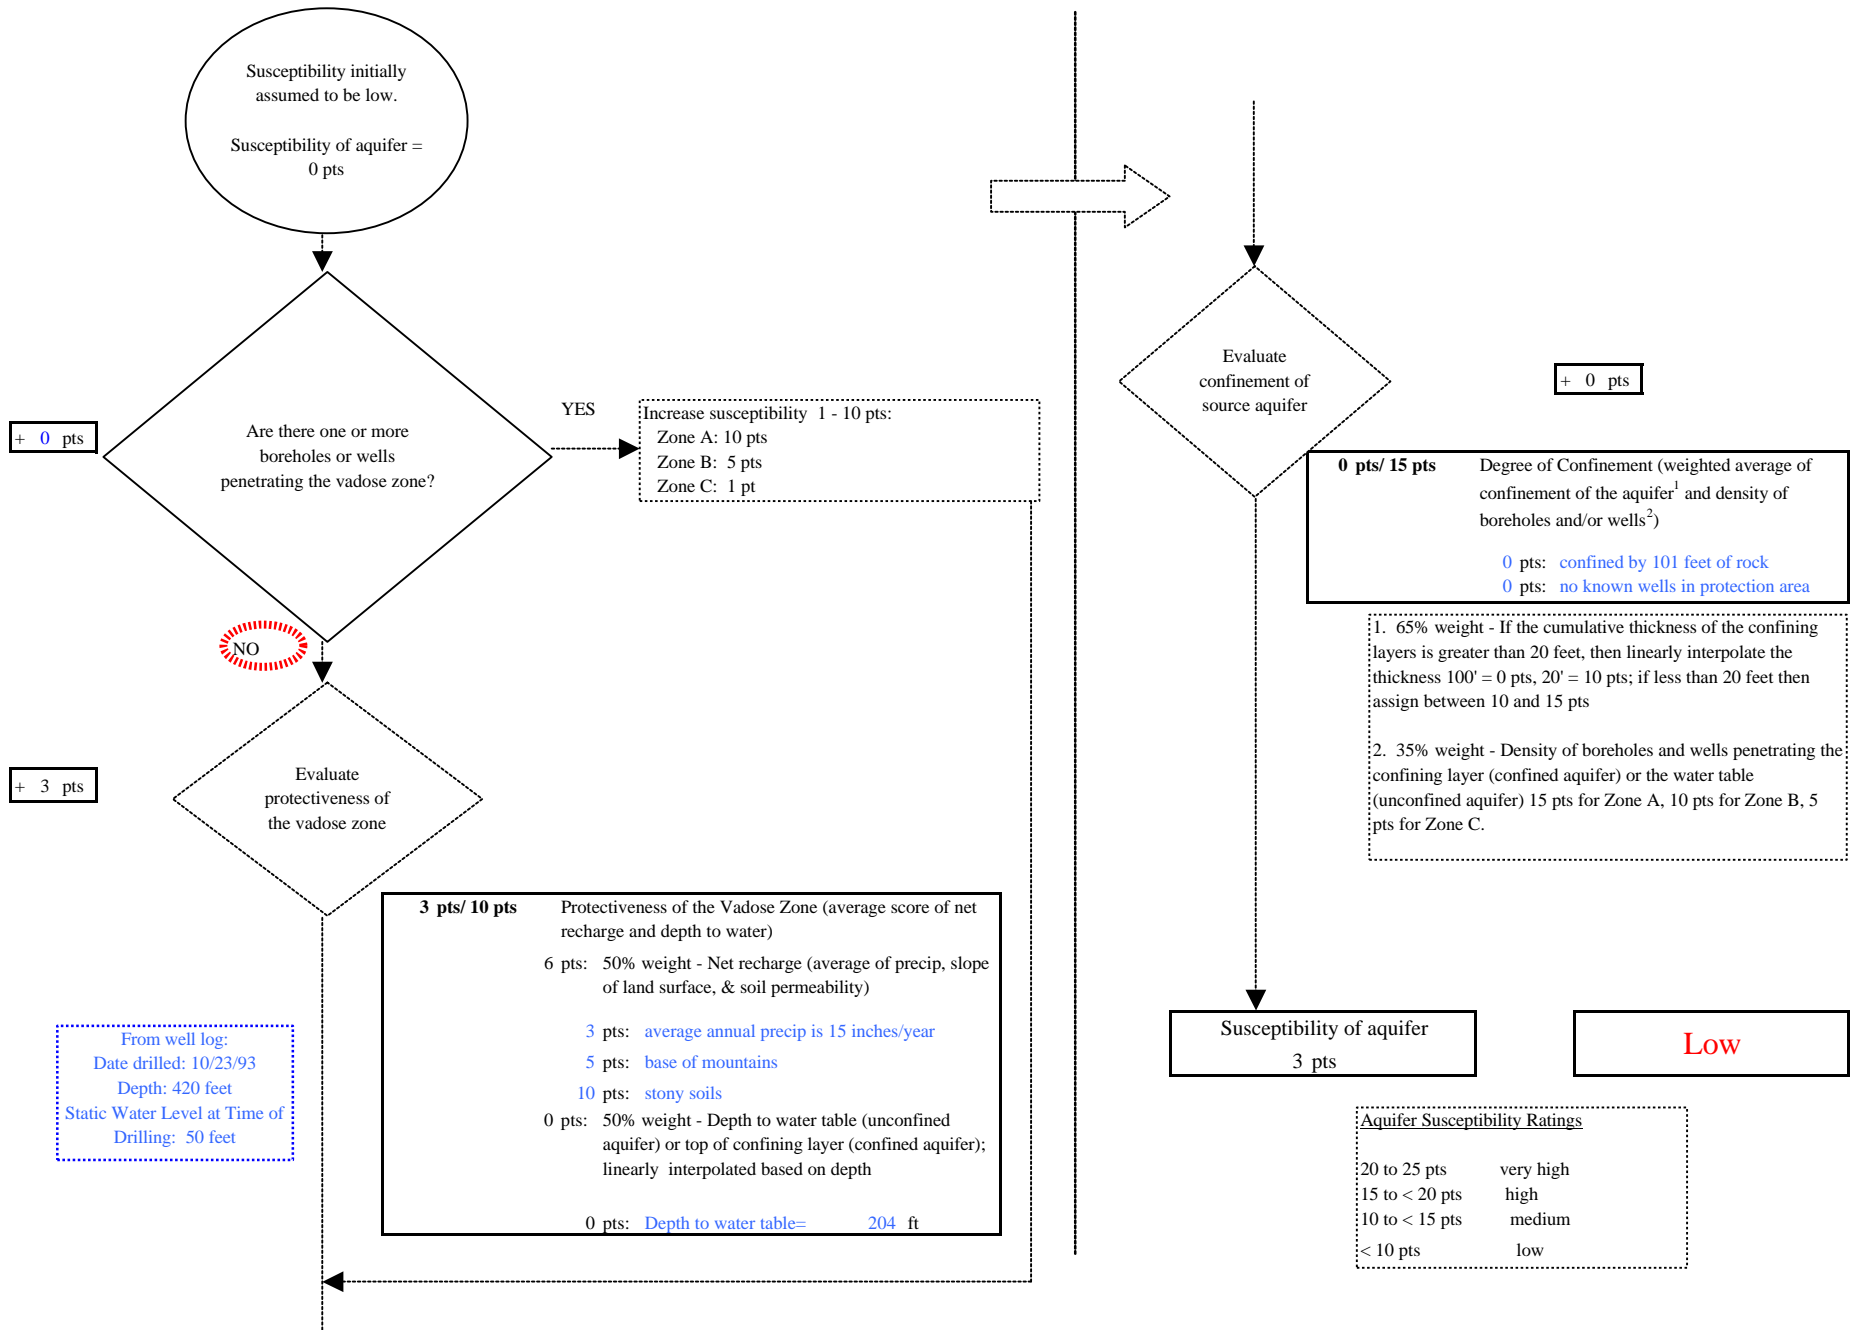 Susceptibility initially
assumed to be low.
Susceptibility of aquifer =
0 pts
+ 0 pts
Are there one or more
boreholes or wells
penetrating the vadose zone?
YES
Increase susceptibility 1 - 10 pts:
Zone A: 10 pts
Zone B: 5 pts
Zone C: 1 pt
NO
+ 3 pts
Evaluate
protectiveness of
the vadose zone
3 pts/ 10 pts Protectiveness of the Vadose Zone (average score of net
recharge and depth to water)
6 pts: 50% weight - Net recharge (average of precip, slope
of land surface, & soil permeability)
3 pts: average annual precip is 15 inches/year
5 pts: base of mountains
10 pts: stony soils
0 pts: 50% weight - Depth to water table (unconfined
aquifer) or top of confining layer (confined aquifer);
linearly interpolated based on depth
0 pts: Depth to water table= 204 ft
From well log:
Date drilled: 10/23/93
Depth: 420 feet
Static Water Level at Time of
Drilling: 50 feet
Evaluate
confinement of
source aquifer
+ 0 pts
0 pts/ 15 pts Degree of Confinement (weighted average of
confinement of the aquifer1 and density of
boreholes and/or wells2)
0 pts: confined by 101 feet of rock
0 pts: no known wells in protection area
1. 65% weight - If the cumulative thickness of the confining
layers is greater than 20 feet, then linearly interpolate the
thickness 100' = 0 pts, 20' = 10 pts; if less than 20 feet then
assign between 10 and 15 pts
2. 35% weight - Density of boreholes and wells penetrating the
confining layer (confined aquifer) or the water table
(unconfined aquifer) 15 pts for Zone A, 10 pts for Zone B, 5
pts for Zone C.
Susceptibility of aquifer
3 pts
Low
Aquifer Susceptibility Ratings
20 to 25 pts very high
15 to < 20 pts high
10 to < 15 pts medium
< 10 pts low